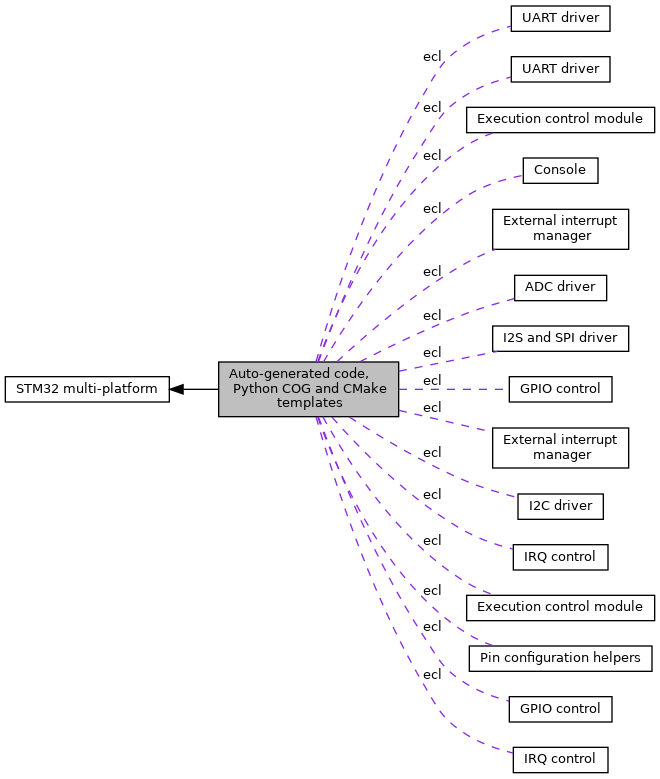 UART driver
ecl
UART driver
ecl
Execution control module
ecl
Console
ecl
External interrupt
manager
ecl
ADC driver
ecl
I2S and SPI driver
ecl
Auto-generated code,
Python COG and CMake
templates
STM32 multi-platform
ecl
GPIO control
ecl
External interrupt
manager
ecl
I2C driver
ecl
IRQ control
ecl
Execution control module
ecl
Pin configuration helpers
ecl
GPIO control
ecl
IRQ control